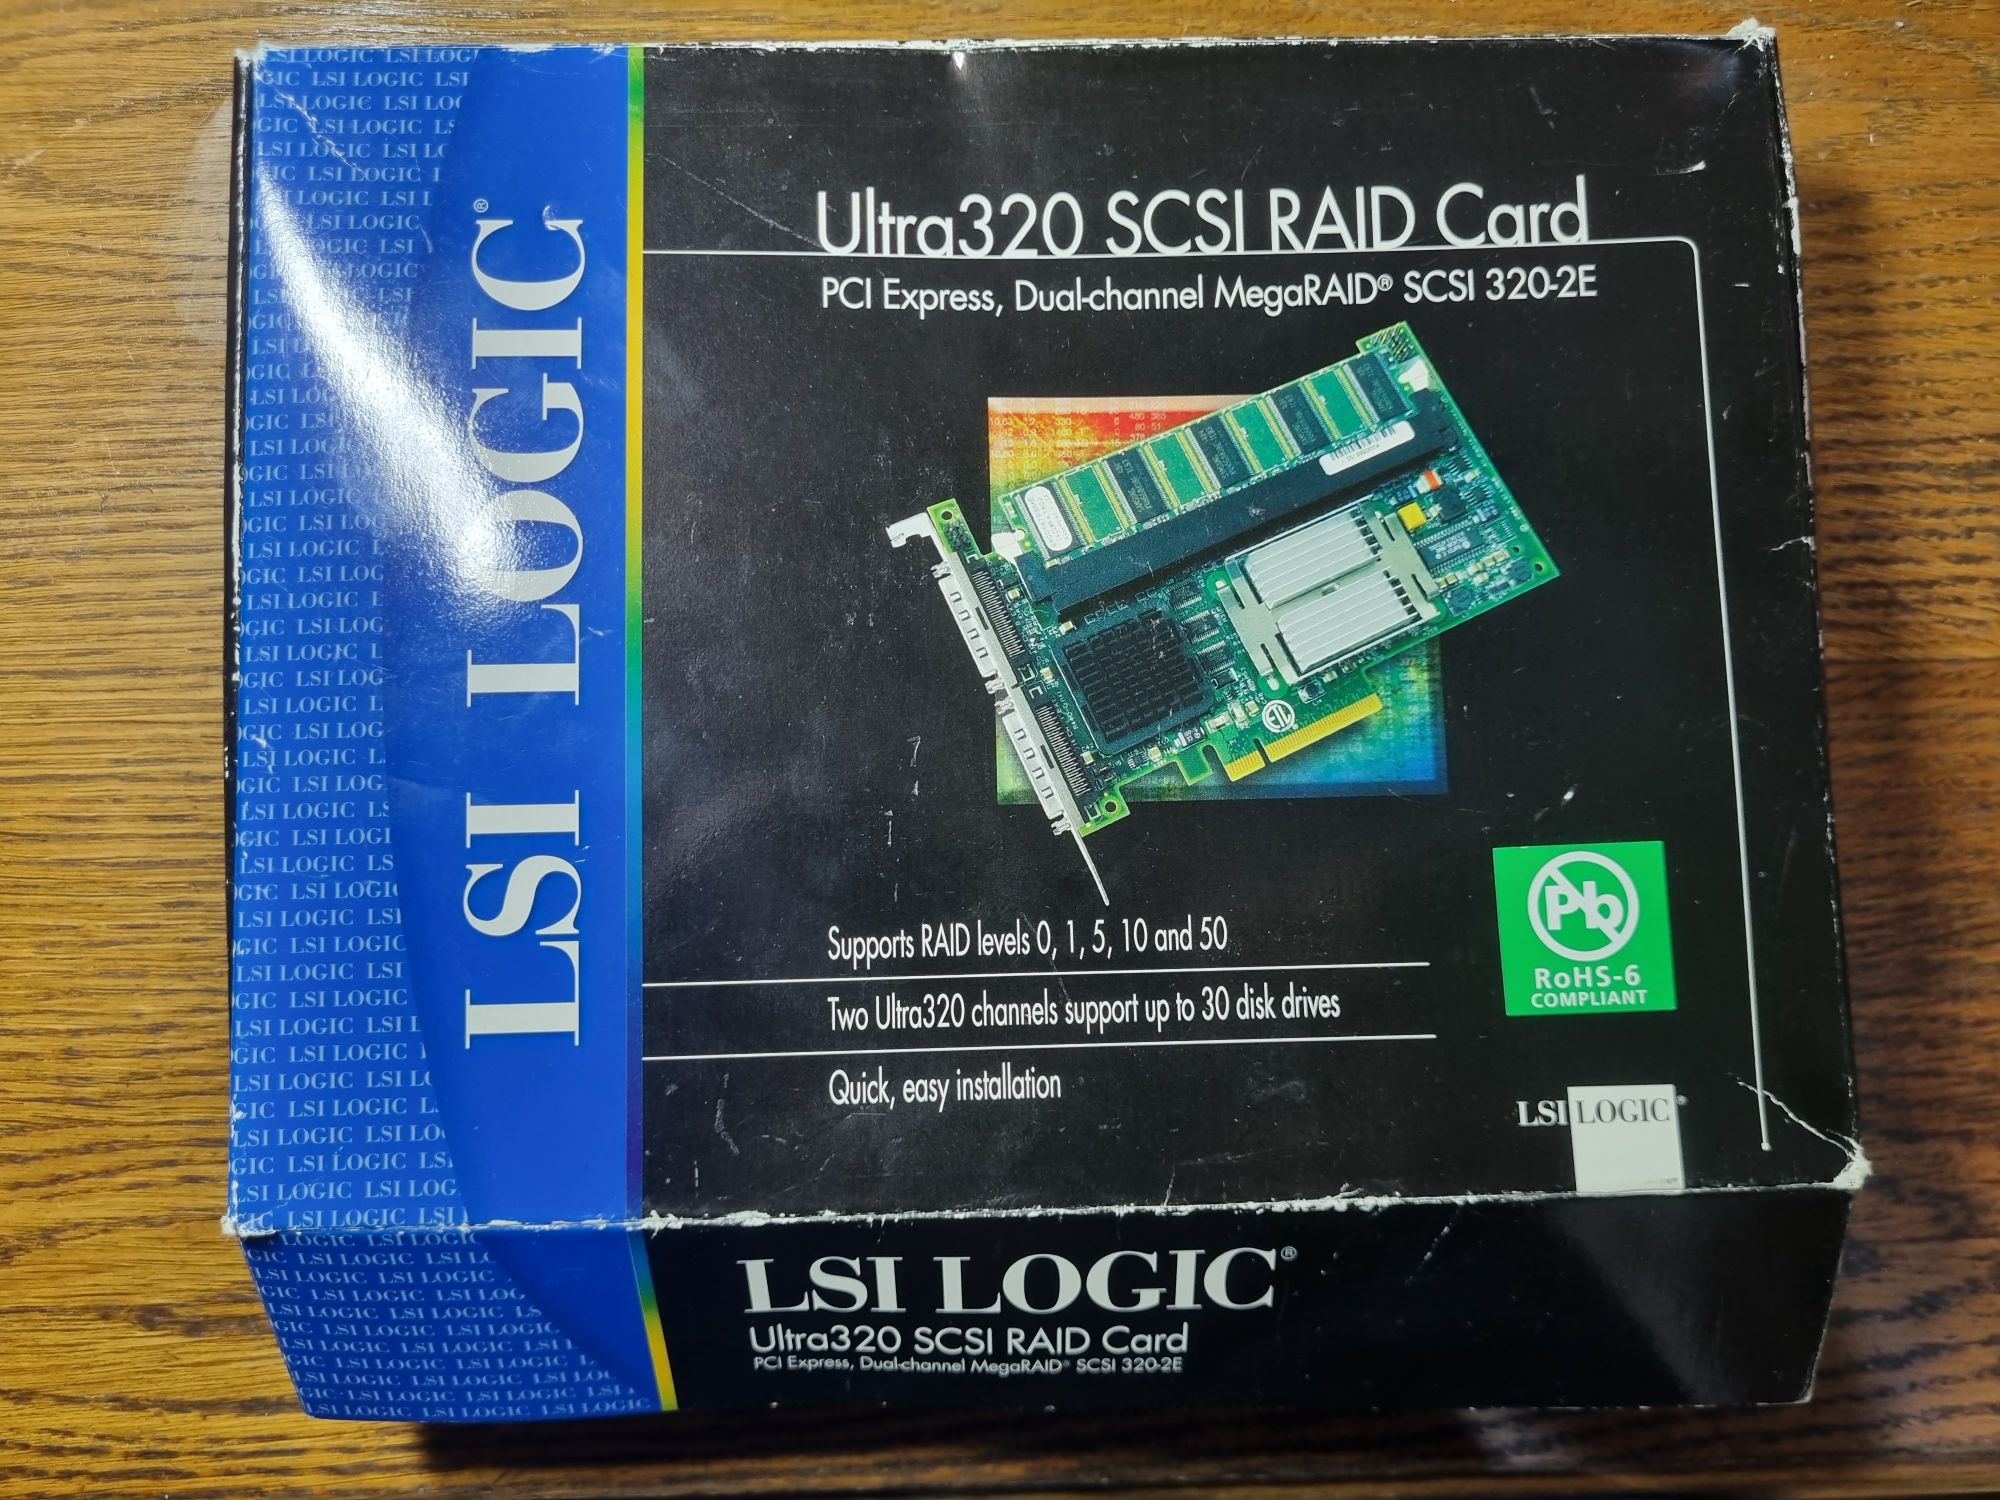 LSI LOGIC®
Ultra320 SCSI RAID Card
PCI Express, Dual-channel MegaRAID® SCSI 320-2E
Supports RAID levels 0, 1, 5, 10 and 50
Two Ultra320 channels support up to 30 disk drives
Quick, easy installation
Pb
RoHS-6
COMPLIANT
LSI LOGIC®
LSI LOGIC®
Ultra320 SCSI RAID Card
PCI Express, Dual-channel MegaRAID® SCSI 320-2E